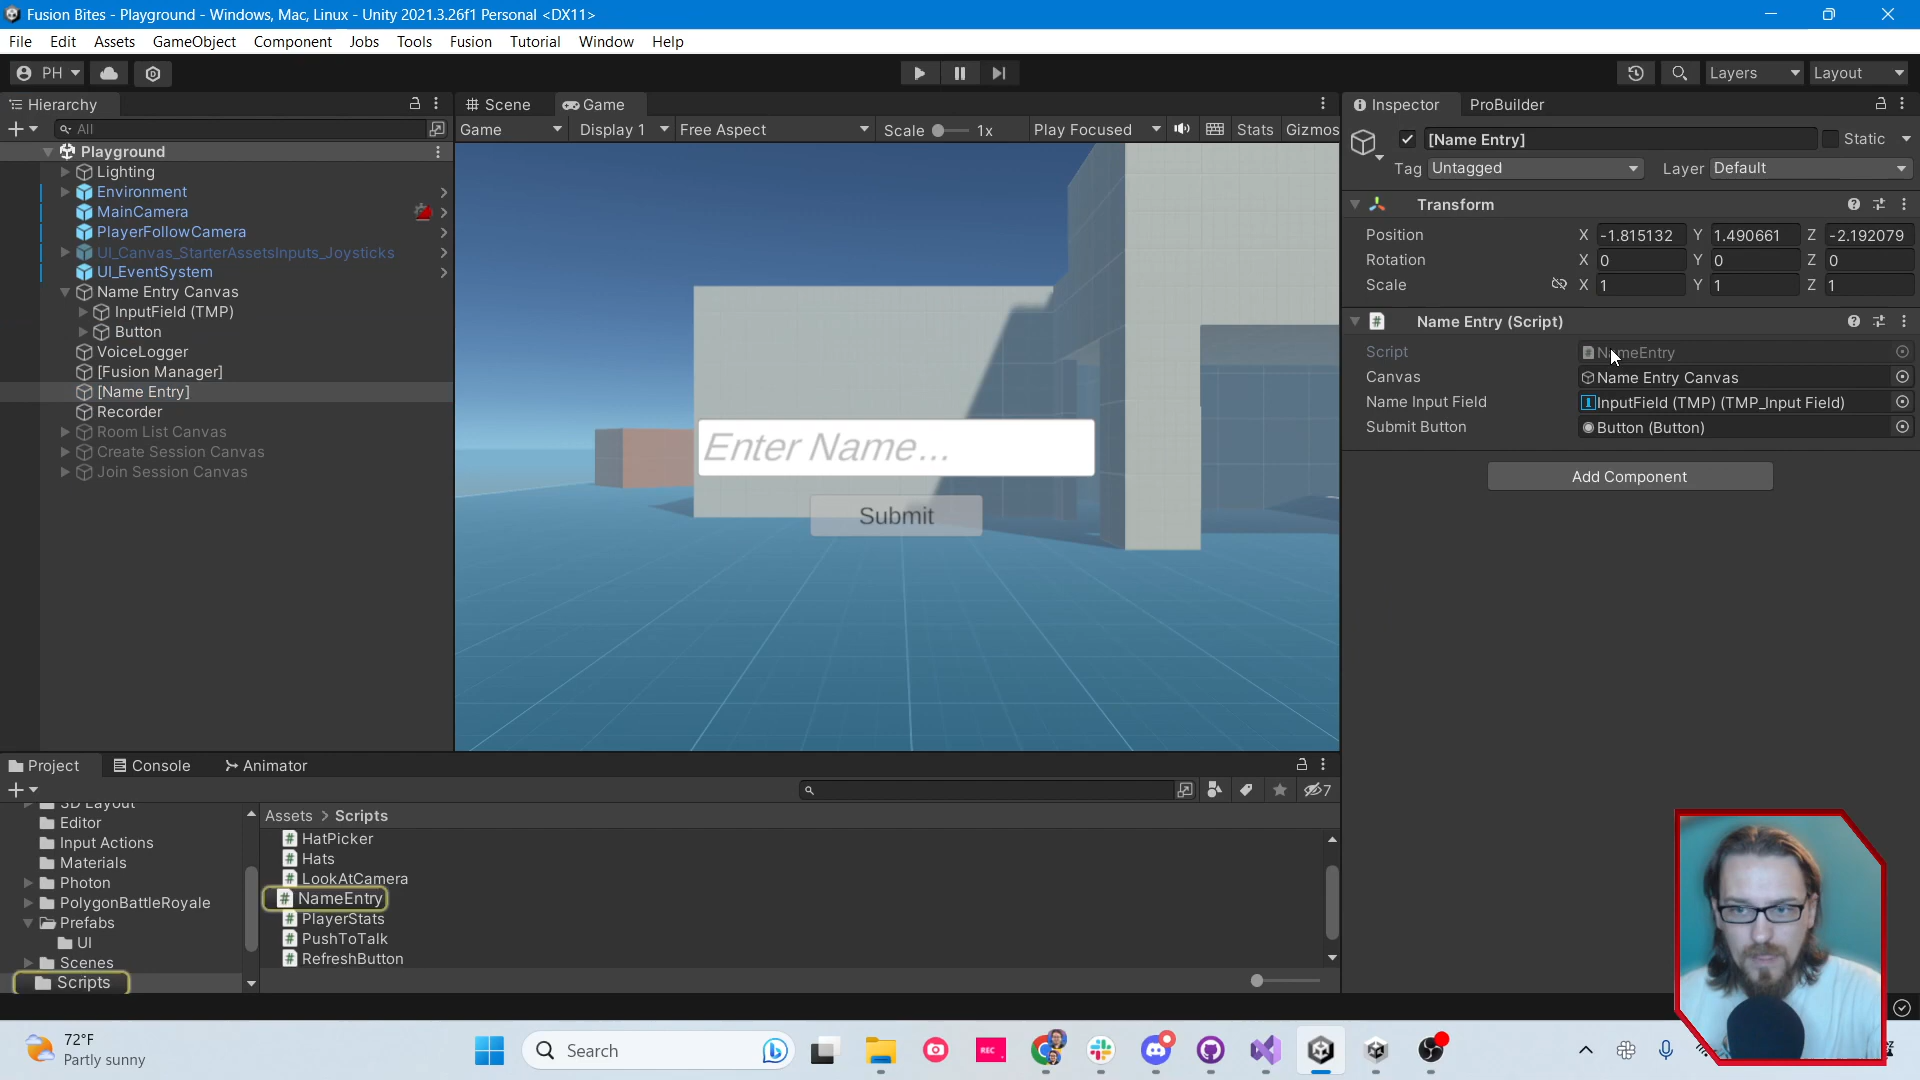 Fusion Bites - Playground - Windows, Mac, Linux - Unity 2021.3.26f1 Personal <DX11>
File Edit Assets GameObject Component Jobs Tools Fusion Tutorial Window Help
PH
Layers
Layout
Hierarchy
Scene
Game
Inspector
ProBuilder
All
Game
Display 1
Free Aspect
Scale 1x
Play Focused
Stats
Gizmos
Playground
Lighting
Environment
MainCamera
PlayerFollowCamera
UI_Canvas_StarterAssetsInputs_Joysticks
UI_EventSystem
Name Entry Canvas
InputField (TMP)
Button
VoiceLogger
[Fusion Manager]
[Name Entry]
Recorder
Room List Canvas
Create Session Canvas
Join Session Canvas
Enter Name...
Submit
[Name Entry]
Static
Tag Untagged
Layer Default
Transform
Position X -1.815132 Y 1.490661 Z -2.192079
Rotation X 0 Y 0 Z 0
Scale X 1 Y 1 Z 1
# Name Entry (Script)
Script NameEntry
Canvas Name Entry Canvas
Name Input Field InputField (TMP) (TMP_Input Field)
Submit Button Button (Button)
Add Component
Project
Console
Animator
7
Editor
Input Actions
Materials
Photon
PolygonBattleRoyale
Prefabs
UI
Scenes
Scripts
Assets > Scripts
# HatPicker
# Hats
# LookAtCamera
# NameEntry
# PlayerStats
# PushToTalk
# RefreshButton
72°F
Partly sunny
Search
REC